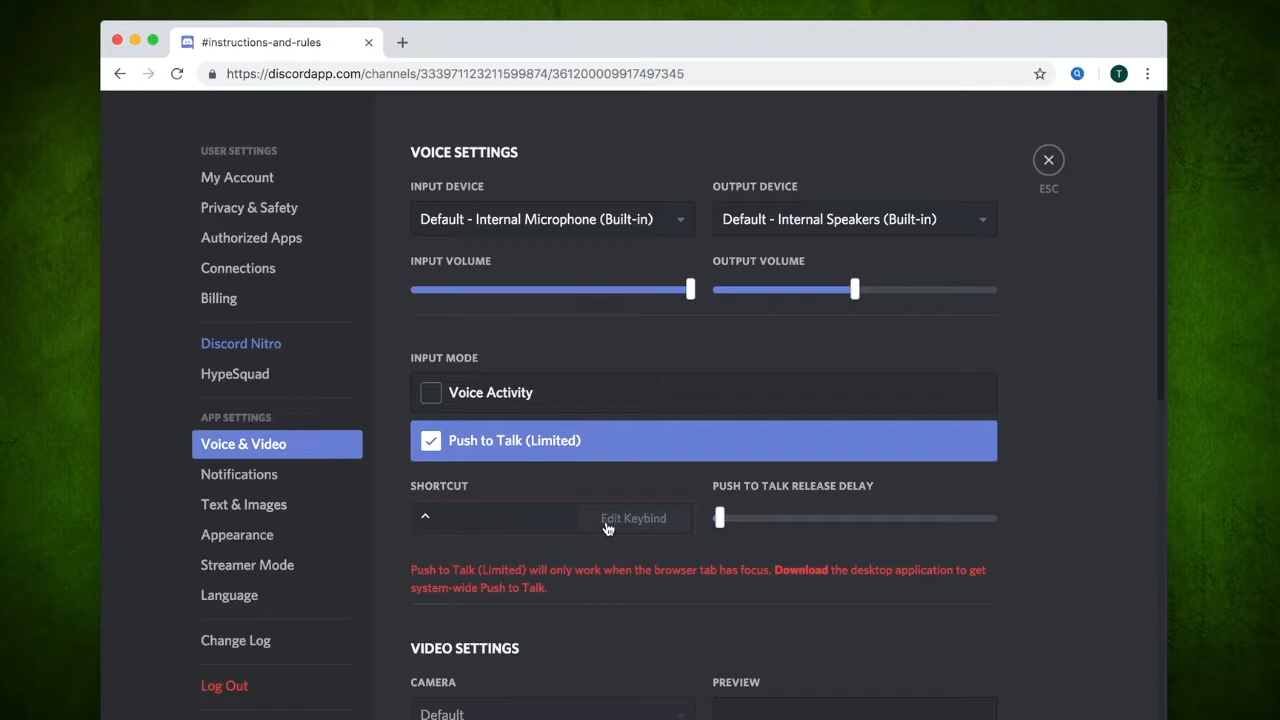 #instructions-and-rules
https://discordapp.com/channels/333971123211599874/361200009917497345
T
USER SETTINGS
My Account
Privacy & Safety
Authorized Apps
Connections
Billing
Discord Nitro
HypeSquad
APP SETTINGS
Voice & Video
Notifications
Text & Images
Appearance
Streamer Mode
Language
Change Log
Log Out
VOICE SETTINGS
ESC
INPUT DEVICE
OUTPUT DEVICE
Default - Internal Microphone (Built-in)
Default - Internal Speakers (Built-in)
INPUT VOLUME
OUTPUT VOLUME
INPUT MODE
Voice Activity
Push to Talk (Limited)
SHORTCUT
PUSH TO TALK RELEASE DELAY
^
Edit Keybind
Push to Talk (Limited) will only work when the browser tab has focus. Download the desktop application to get
system-wide Push to Talk.
VIDEO SETTINGS
CAMERA
PREVIEW
Default